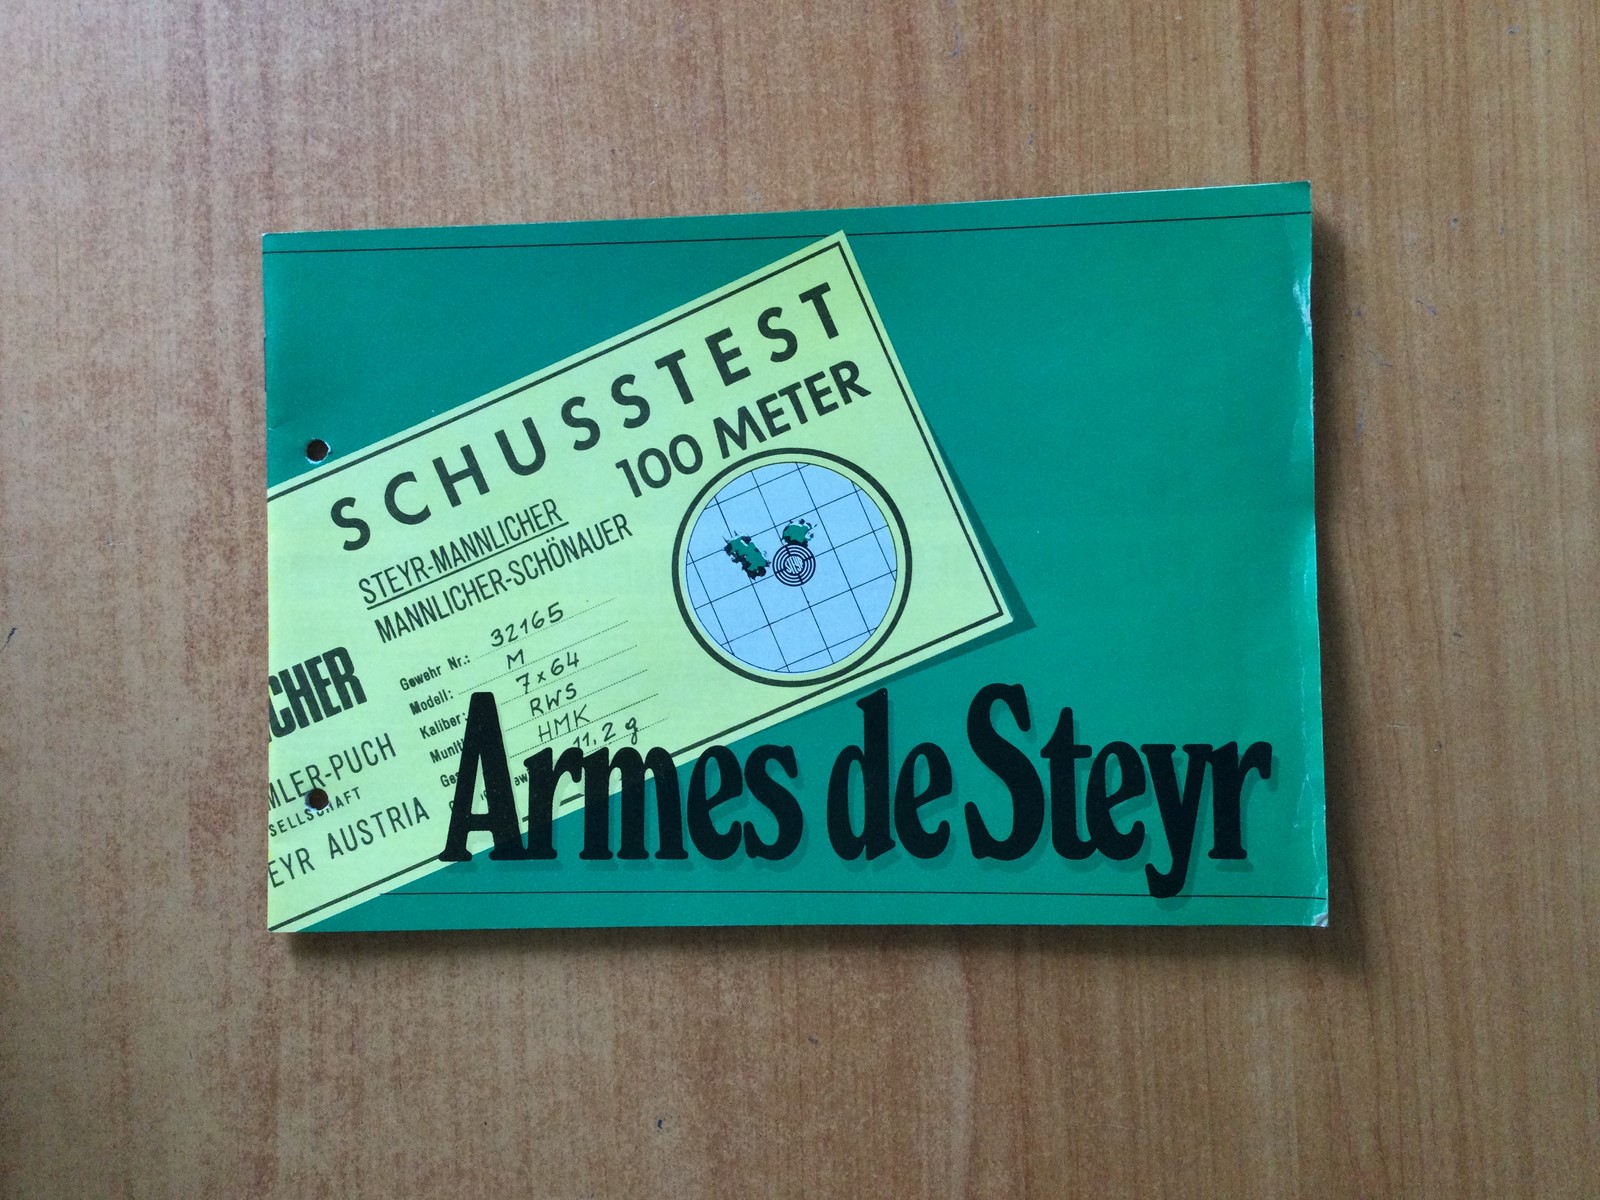 SCHUSSTEST
100 METER
STEYR-MANNLICHER
MANNLICHER-SCHÖNAUER
Gewehr Nr.: 32165
Modell: M
Kaliber: 7x64
RWS
HMK
11,2 g
CHER
MLER-PUCH
EYR AUSTRIA
Armes de Steyr